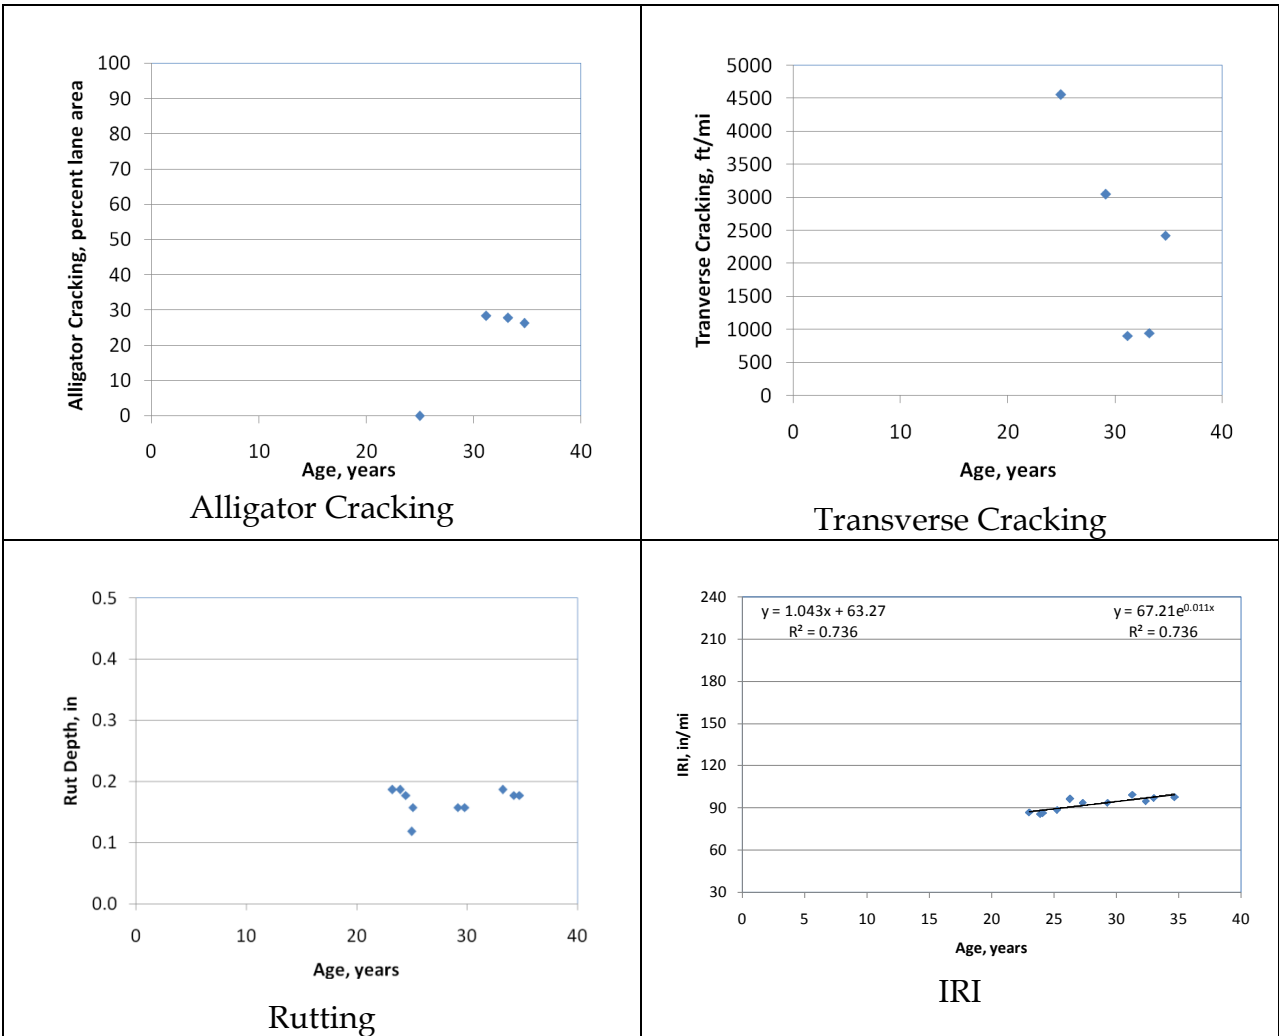 100
90
80
70
60
50
40
30
20
10
0
Alligator Cracking, percent lane area
0 10 20 30 40
Age, years
Alligator Cracking
5000
4500
4000
3500
3000
2500
2000
1500
1000
500
0
Tranverse Cracking, ft/mi
0 10 20 30 40
Age, years
Transverse Cracking
0.5
0.4
0.3
0.2
0.1
0.0
Rut Depth, in
0 10 20 30 40
Age, years
Rutting
y = 1.043x + 63.27
R² = 0.736
y = 67.21e^0.011x
R² = 0.736
240
210
180
150
120
90
60
30
IRI, in/mi
0 5 10 15 20 25 30 35 40
Age, years
IRI